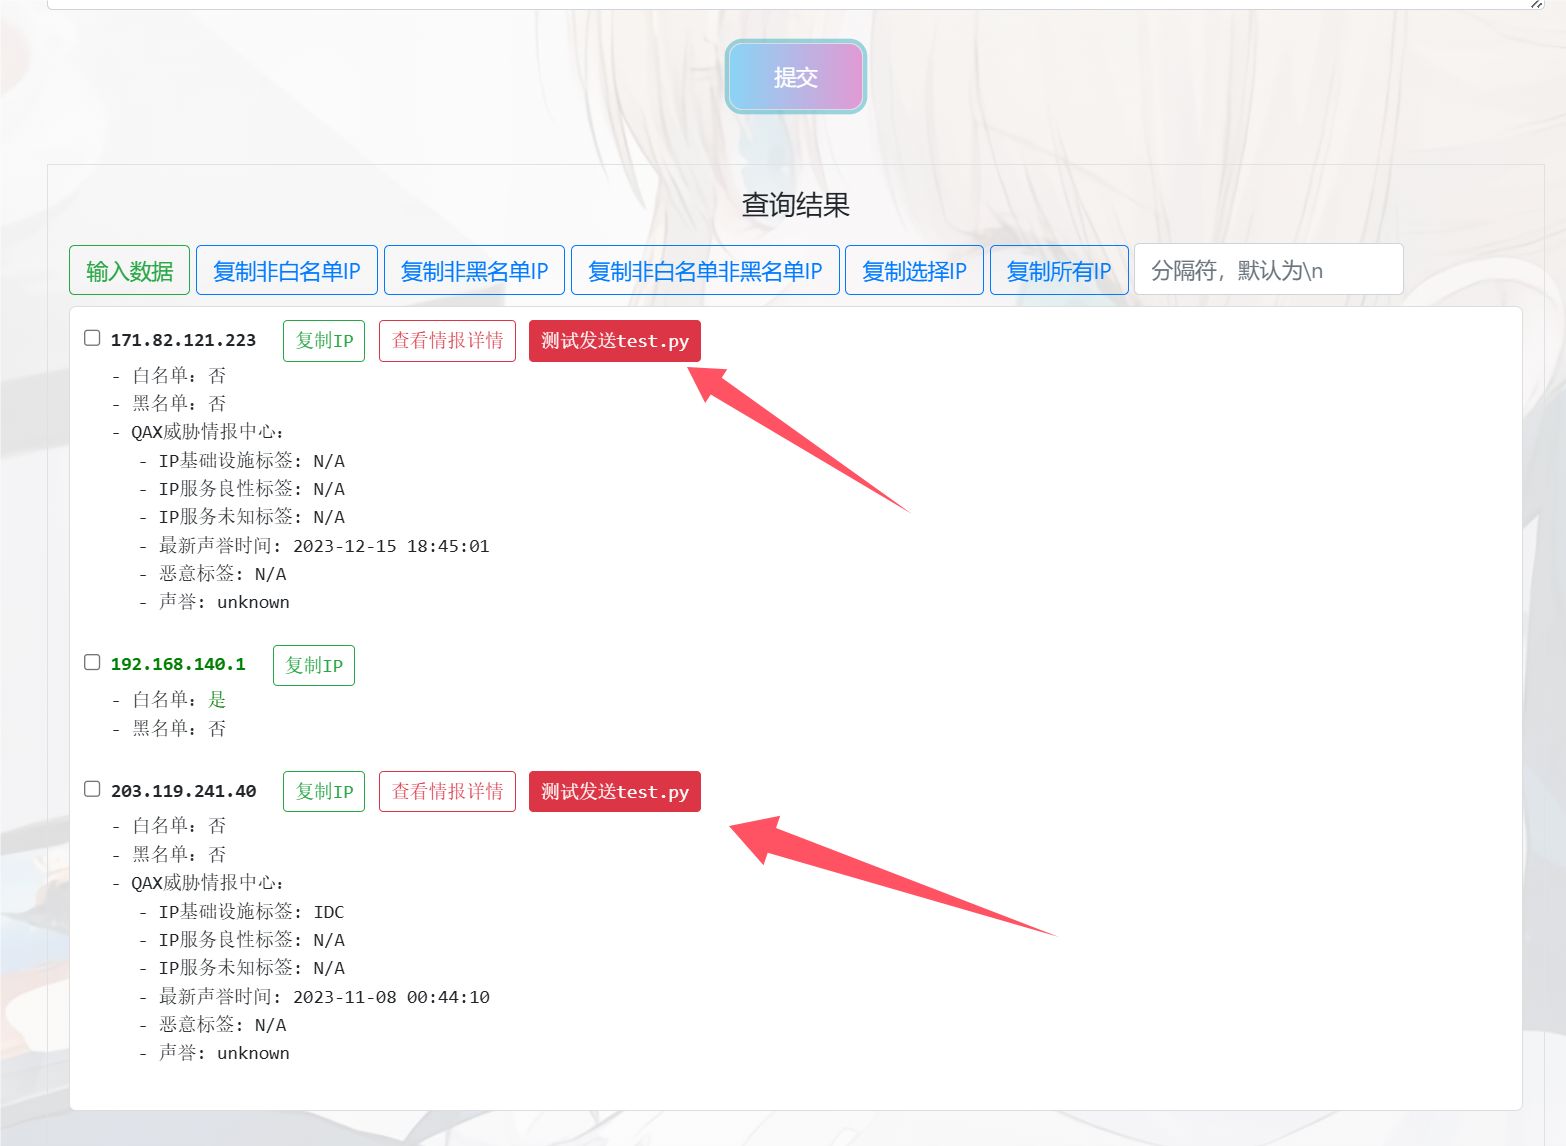 提交
查询结果
输入数据 复制非白名单IP 复制非黑名单IP 复制非白名单非黑名单IP 复制选择IP 复制所有IP 分隔符，默认为\n
171.82.121.223 复制IP 查看情报详情 测试发送test.py
- 白名单：否
- 黑名单：否
- QAX威胁情报中心：
- IP基础设施标签：N/A
- IP服务良性标签：N/A
- IP服务未知标签：N/A
- 最新声誉时间：2023-12-15 18:45:01
- 恶意标签：N/A
- 声誉：unknown
192.168.140.1 复制IP
- 白名单：是
- 黑名单：否
203.119.241.40 复制IP 查看情报详情 测试发送test.py
- 白名单：否
- 黑名单：否
- QAX威胁情报中心：
- IP基础设施标签：IDC
- IP服务良性标签：N/A
- IP服务未知标签：N/A
- 最新声誉时间：2023-11-08 00:44:10
- 恶意标签：N/A
- 声誉：unknown